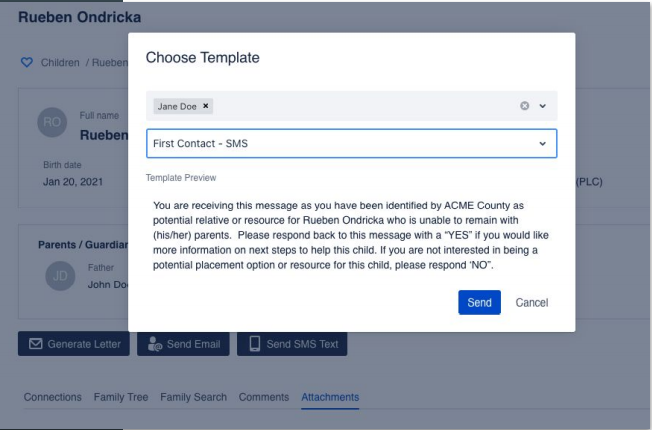 Rueben Ondricka
Children / Rueben
Choose Template
Jane Doe ×
First Contact - SMS
Template Preview
You are receiving this message as you have been identified by ACME County as
potential relative or resource for Rueben Ondricka who is unable to remain with
(his/her) parents. Please respond back to this message with a “YES” if you would like
more information on next steps to help this child. If you are not interested in being a
potential placement option or resource for this child, please respond ‘NO”.
Send Cancel
RO
Full name
Rueben
Birth date
Jan 20, 2021
(PLC)
Parents / Guardian
JD
Father
John Do
Generate Letter Send Email Send SMS Text
Connections Family Tree Family Search Comments Attachments